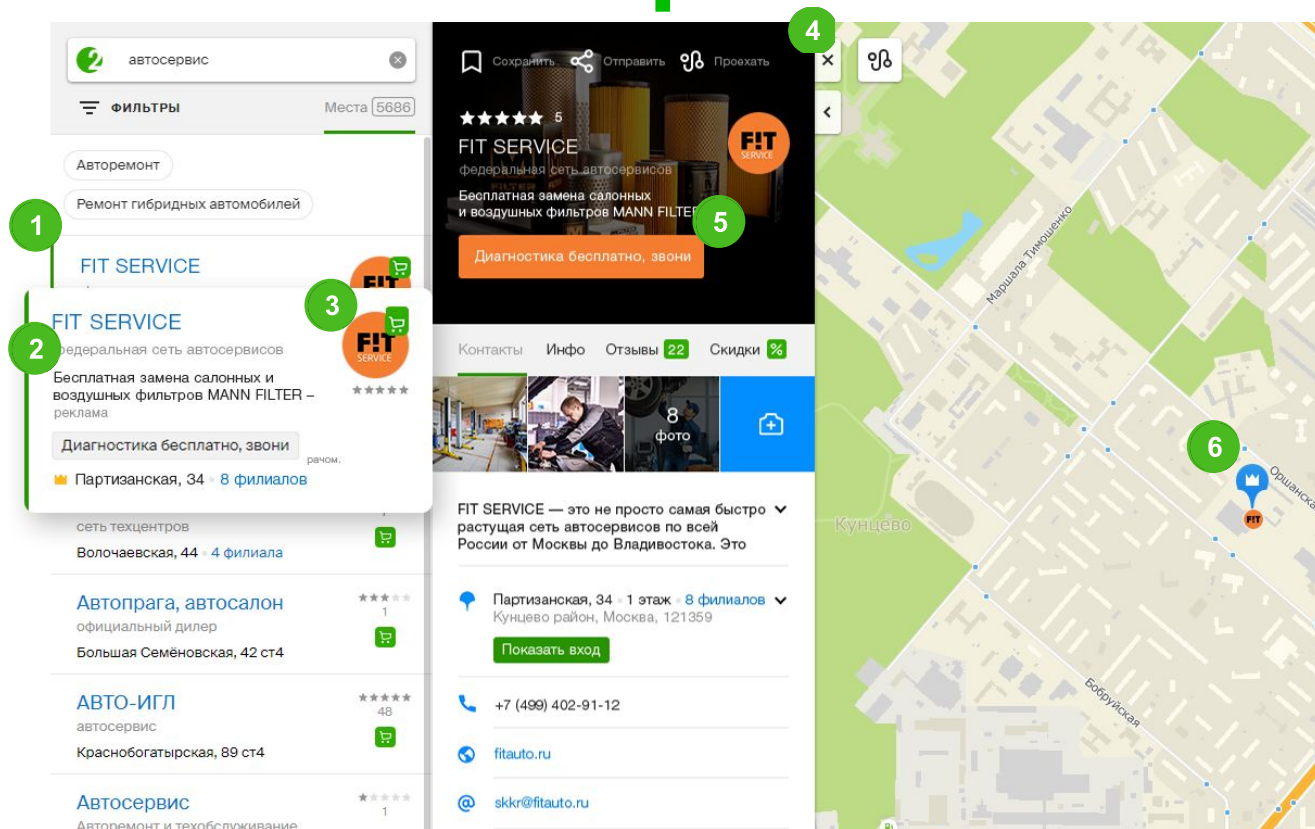 4
2
автосервис
ФИЛЬТРЫ
Места 5686
Авторемонт
Ремонт гибридных автомобилей
1
FIT SERVICE
F!T
3
FIT SERVICE
2
федеральная сеть автосервисов
F!T
SERVICE
Бесплатная замена салонных и
воздушных фильтров MANN FILTER –
реклама
Диагностика бесплатно, звони
Партизанская, 34 • 8 филиалов
сеть техцентров
Волочаевская, 44 • 4 филиала
Автопрага, автосалон
1
официальный дилер
Большая Семёновская, 42 ст4
АВТО-ИГЛ
48
автосервис
Краснобогатырская, 89 ст4
Автосервис
1
Авторемонт и техобслуживание
Сохранить
Отправить
Проехать
5
FIT SERVICE
F!T
SERVICE
федеральная сеть автосервисов
Бесплатная замена салонных
и воздушных фильтров MANN FILTER
5
Диагностика бесплатно, звони
Контакты
Инфо
Отзывы 22
Скидки %
8
фото
FIT SERVICE — это не просто самая быстро
растущая сеть автосервисов по всей
России от Москвы до Владивостока. Это
Партизанская, 34 • 1 этаж • 8 филиалов
Кунцево район, Москва, 121359
Показать вход
+7 (499) 402-91-12
fitauto.ru
skkr@fitauto.ru
Маршала Тимошенко
6
Оршанска
F!T
Кунцево
Бобруйская